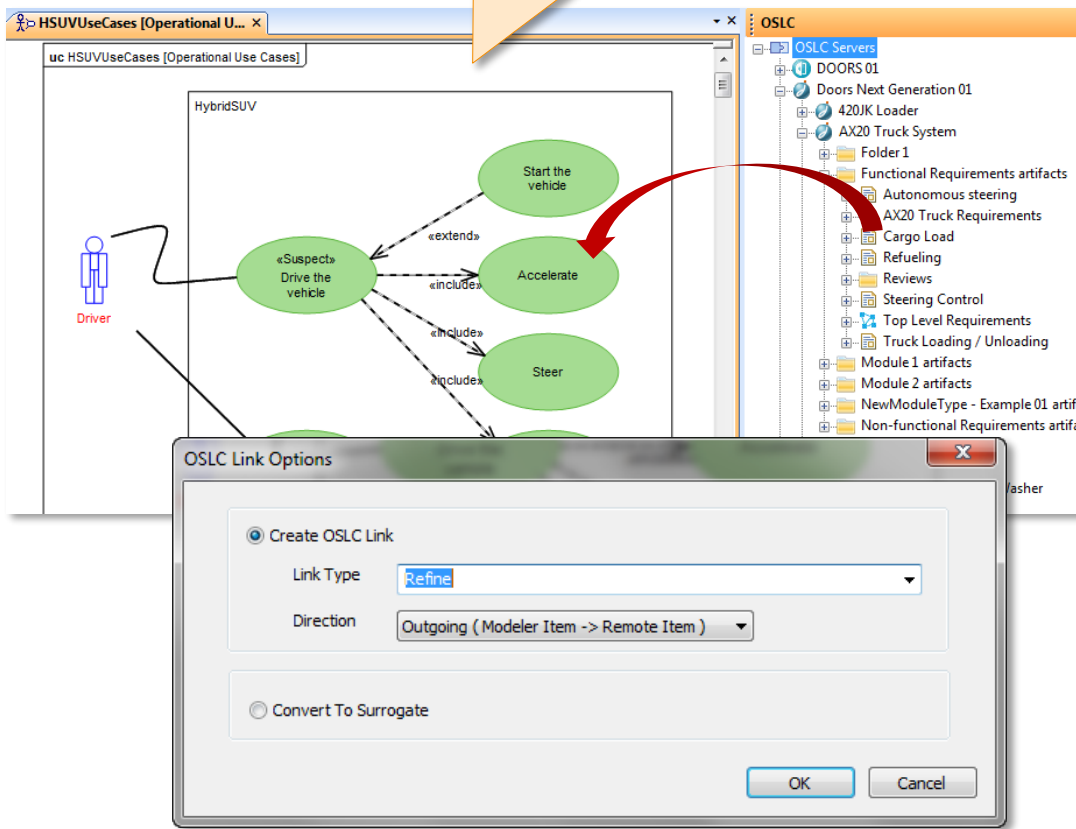 HSUVUseCases [Operational U...
uc HSUVUseCases [Operational Use Cases]
HybridSUV
Start the
vehicle
«extend»
«Suspect»
Drive the
vehicle
«include»
Accelerate
Driver
«include»
Steer
«include»
OSLC
OSLC Servers
DOORS 01
Doors Next Generation 01
420JK Loader
AX20 Truck System
Folder 1
Functional Requirements artifacts
Autonomous steering
AX20 Truck Requirements
Cargo Load
Refueling
Reviews
Steering Control
Top Level Requirements
Truck Loading / Unloading
Module 1 artifacts
Module 2 artifacts
NewModuleType - Example 01 artif
Non-functional Requirements artifa
OSLC Link Options
Create OSLC Link
Link Type
Refine
Direction
Outgoing ( Modeler Item -> Remote Item )
Convert To Surrogate
OK
Cancel